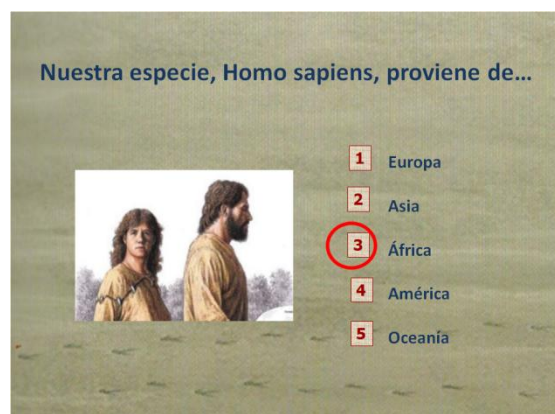 Nuestra especie, Homo sapiens, proviene de...
1 Europa
2 Asia
3 África
4 América
5 Oceanía